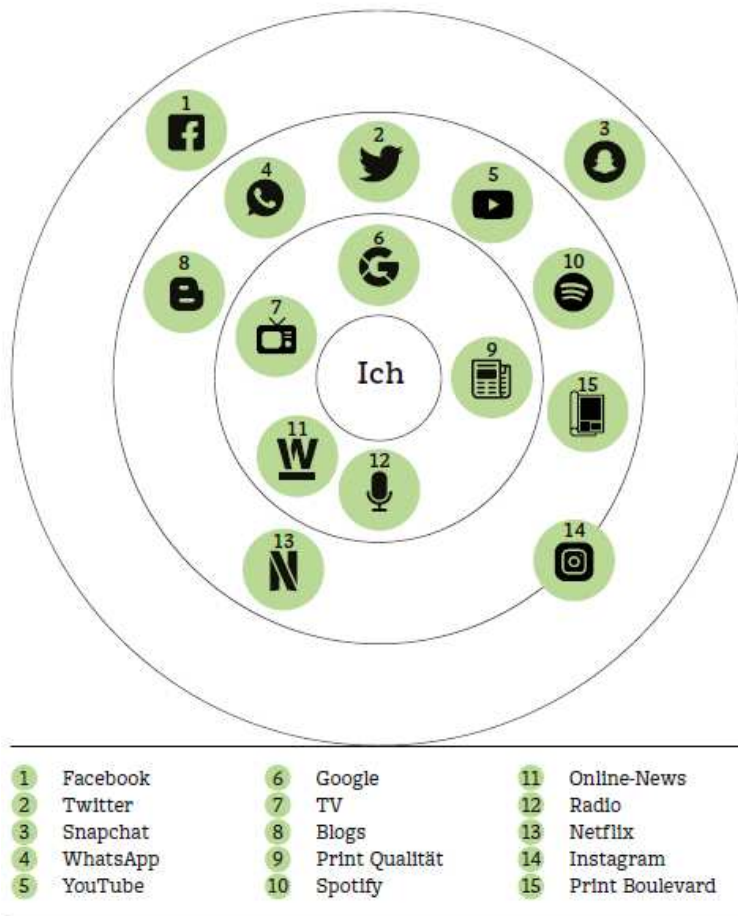 1
2
3
4
5
6
8
10
7
Ich
9
15
11
12
13
14
1 Facebook
2 Twitter
3 Snapchat
4 WhatsApp
5 YouTube
6 Google
7 TV
8 Blogs
9 Print Qualität
10 Spotify
11 Online-News
12 Radio
13 Netflix
14 Instagram
15 Print Boulevard